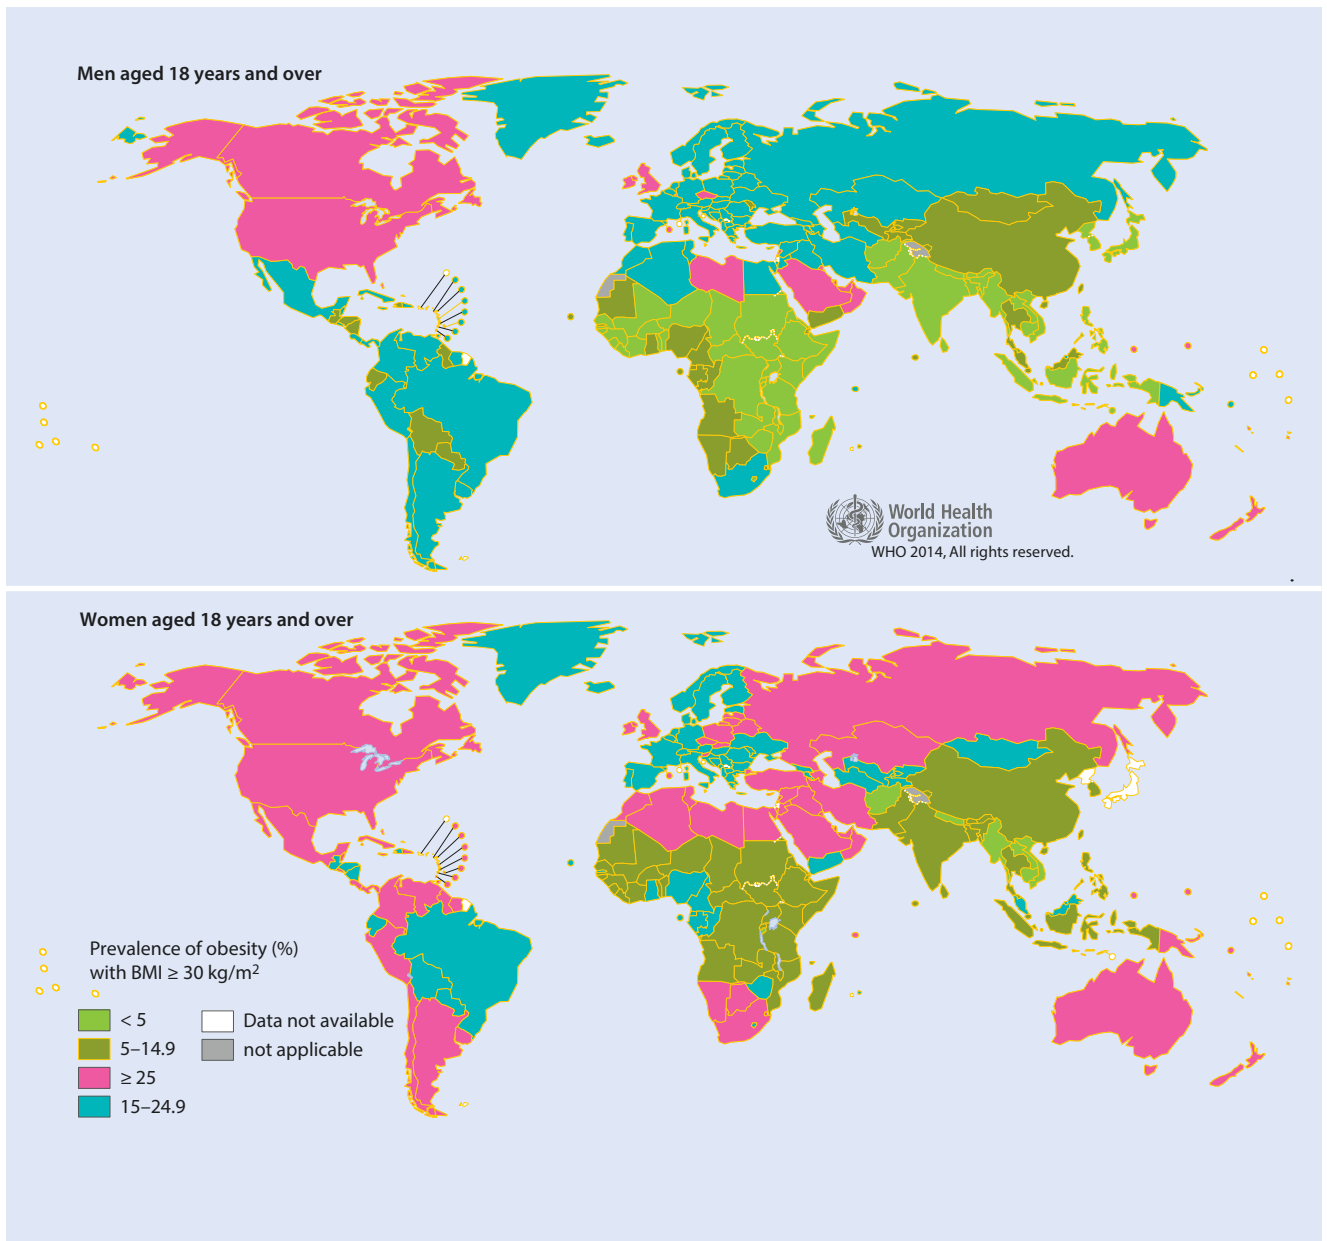 Men aged 18 years and over
World Health
Organization
WHO 2014, All rights reserved.
Women aged 18 years and over
Prevalence of obesity (%)
with BMI ≥ 30 kg/m²
< 5
5–14.9
≥ 25
15–24.9
Data not available
not applicable